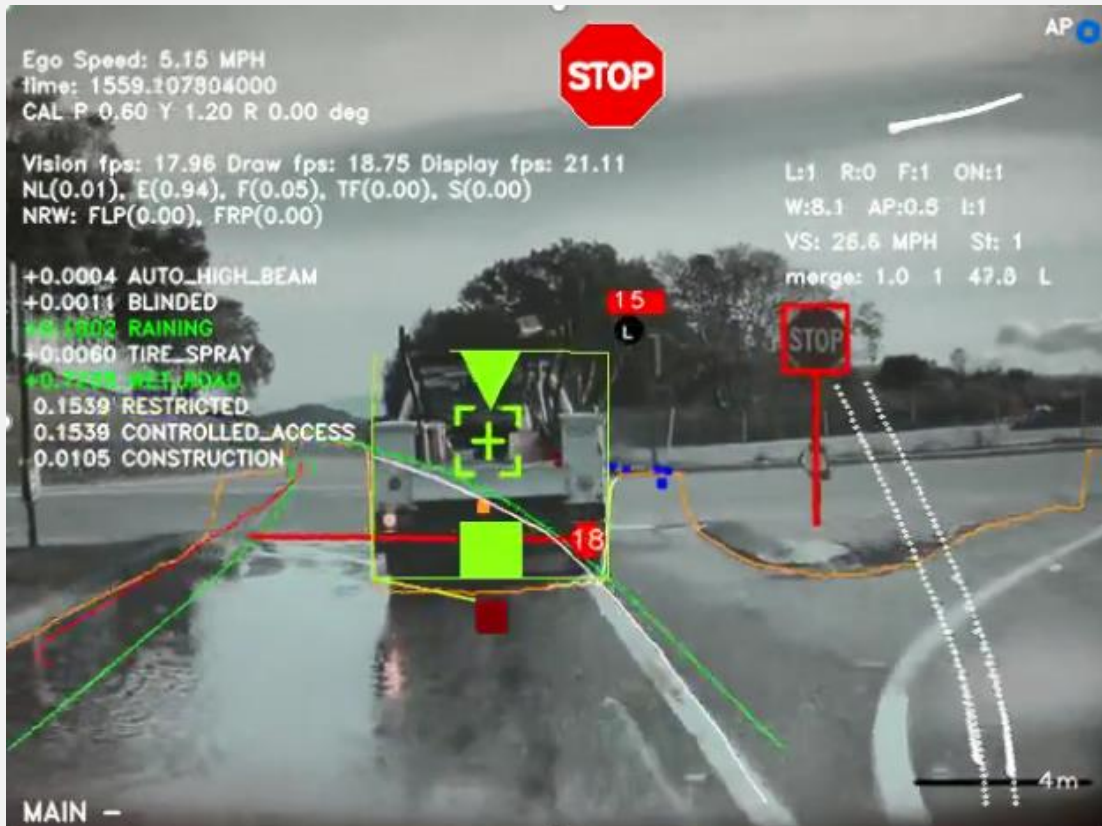 AP
STOP
Ego Speed: 5.15 MPH
time: 1559.107804000
CAL P 0.60 Y 1.20 R 0.00 deg
Vision fps: 17.96 Draw fps: 18.75 Display fps: 21.11
NL(0.01), E(0.94), F(0.05), TF(0.00), S(0.00)
NRW: FLP(0.00), FRP(0.00)
L:1 R:0 F:1 ON:1
W:8.1 AP:0.5 I:1
VS: 26.6 MPH St: 1
merge: 1.0 1 47.8 L
+0.0004 AUTO_HIGH_BEAM
+0.0011 BLINDED
RAINING
+0.0060 TIRE_SPRAY
WET_ROAD
0.1539 RESTRICTED
0.1539 CONTROLLED_ACCESS
0.0105 CONSTRUCTION
15
L
STOP
18
4m
MAIN –